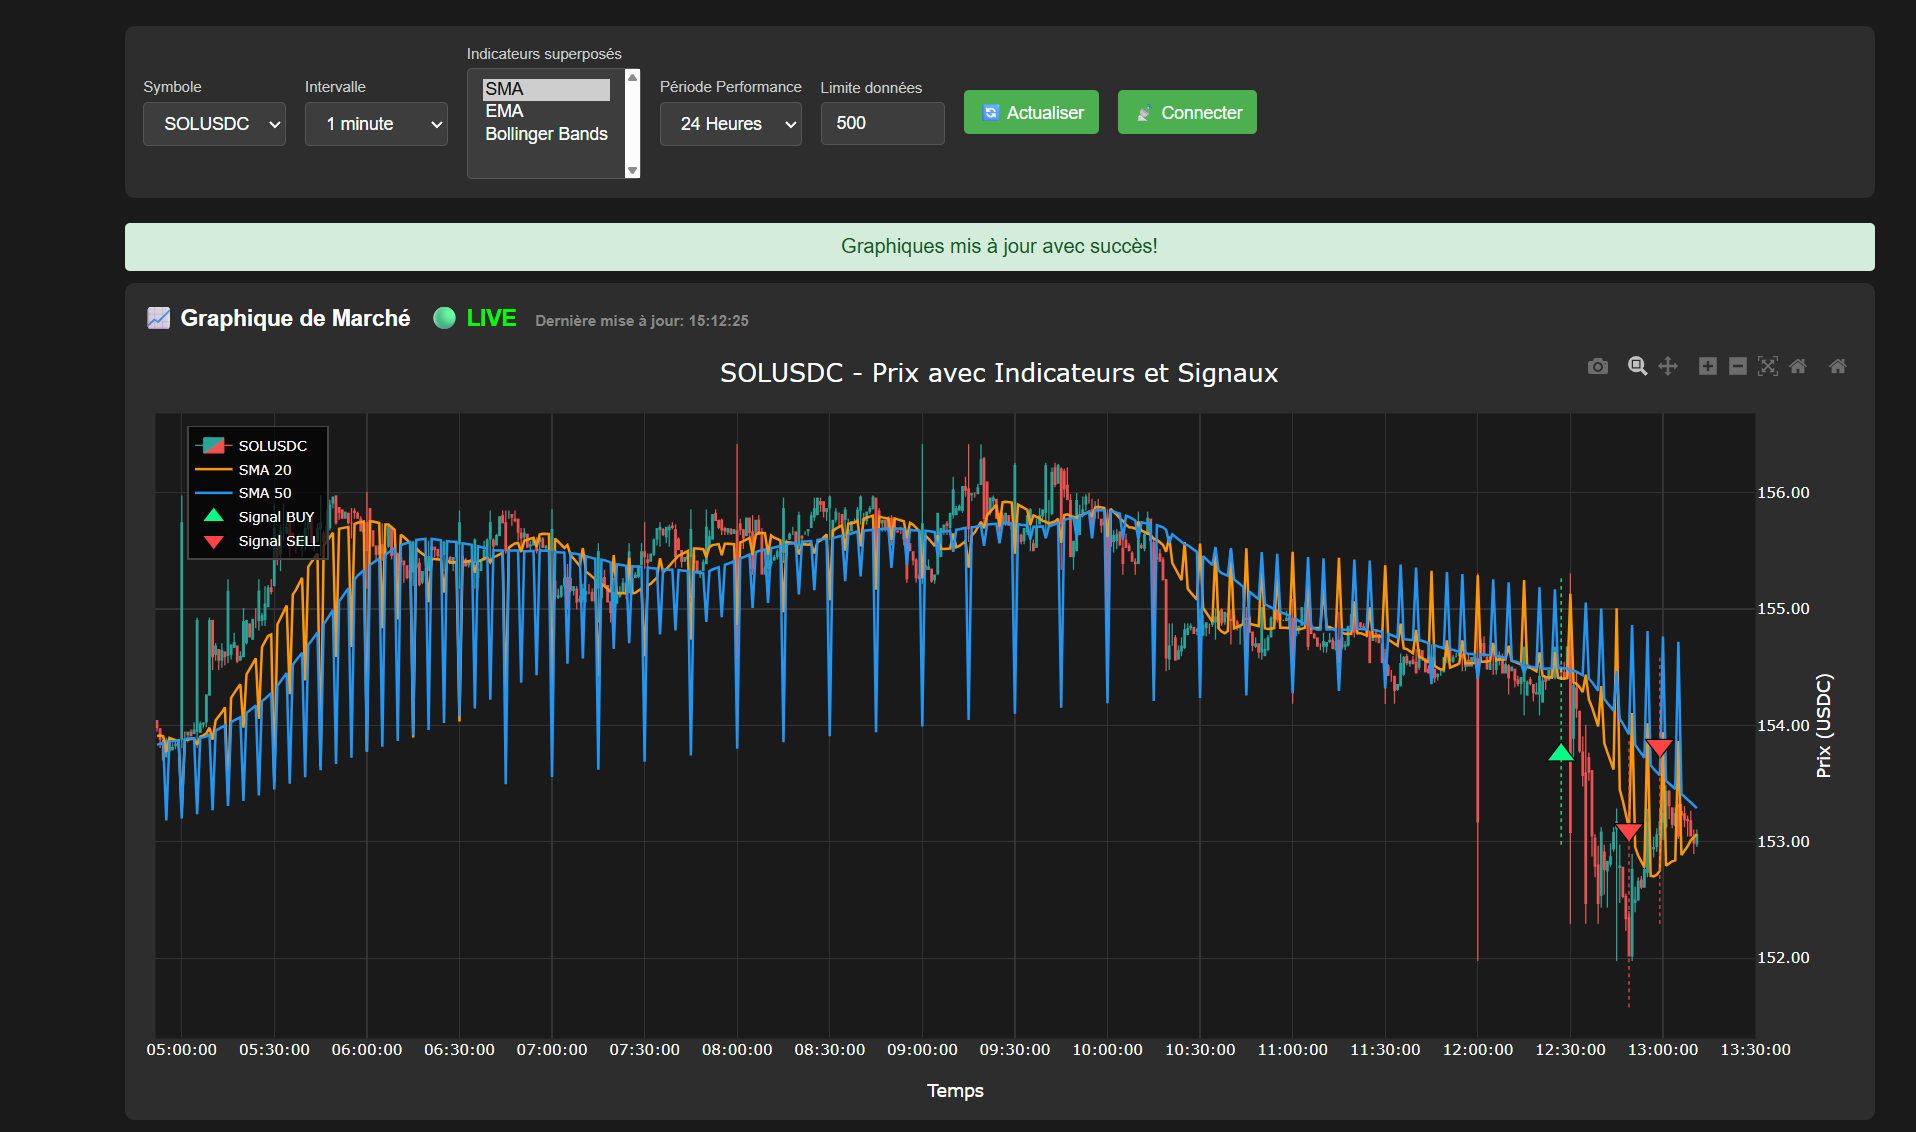 Indicateurs superposés
Symbole
Intervalle
Période Performance
Limite données
SOLUSDC
1 minute
SMA
EMA
Bollinger Bands
24 Heures
500
Actualiser
Connecter
Graphiques mis à jour avec succès!
Graphique de Marché
LIVE
Dernière mise à jour: 15:12:25
SOLUSDC - Prix avec Indicateurs et Signaux
SOLUSDC
SMA 20
SMA 50
Signal BUY
Signal SELL
156.00
155.00
154.00
153.00
152.00
Prix (USDC)
05:00:00 05:30:00 06:00:00 06:30:00 07:00:00 07:30:00 08:00:00 08:30:00 09:00:00 09:30:00 10:00:00 10:30:00 11:00:00 11:30:00 12:00:00 12:30:00 13:00:00 13:30:00
Temps